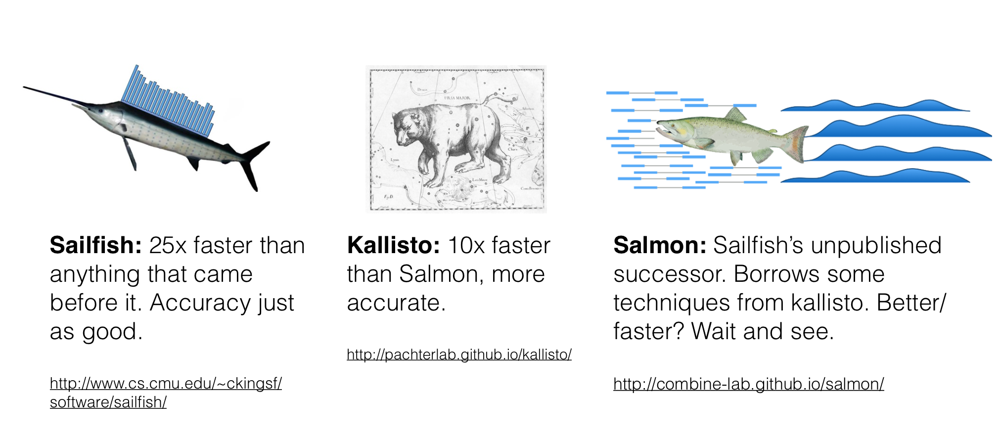 Draco
URSA MAJOR
Asterion
Chara
Lynx
Leo Minor
Fig. D.
Sailfish: 25x faster than
anything that came
before it. Accuracy just
as good.
http://www.cs.cmu.edu/~ckingsf/
software/sailfish/
Kallisto: 10x faster
than Salmon, more
accurate.
http://pachterlab.github.io/kallisto/
Salmon: Sailfish’s unpublished
successor. Borrows some
techniques from kallisto. Better/
faster? Wait and see.
http://combine-lab.github.io/salmon/